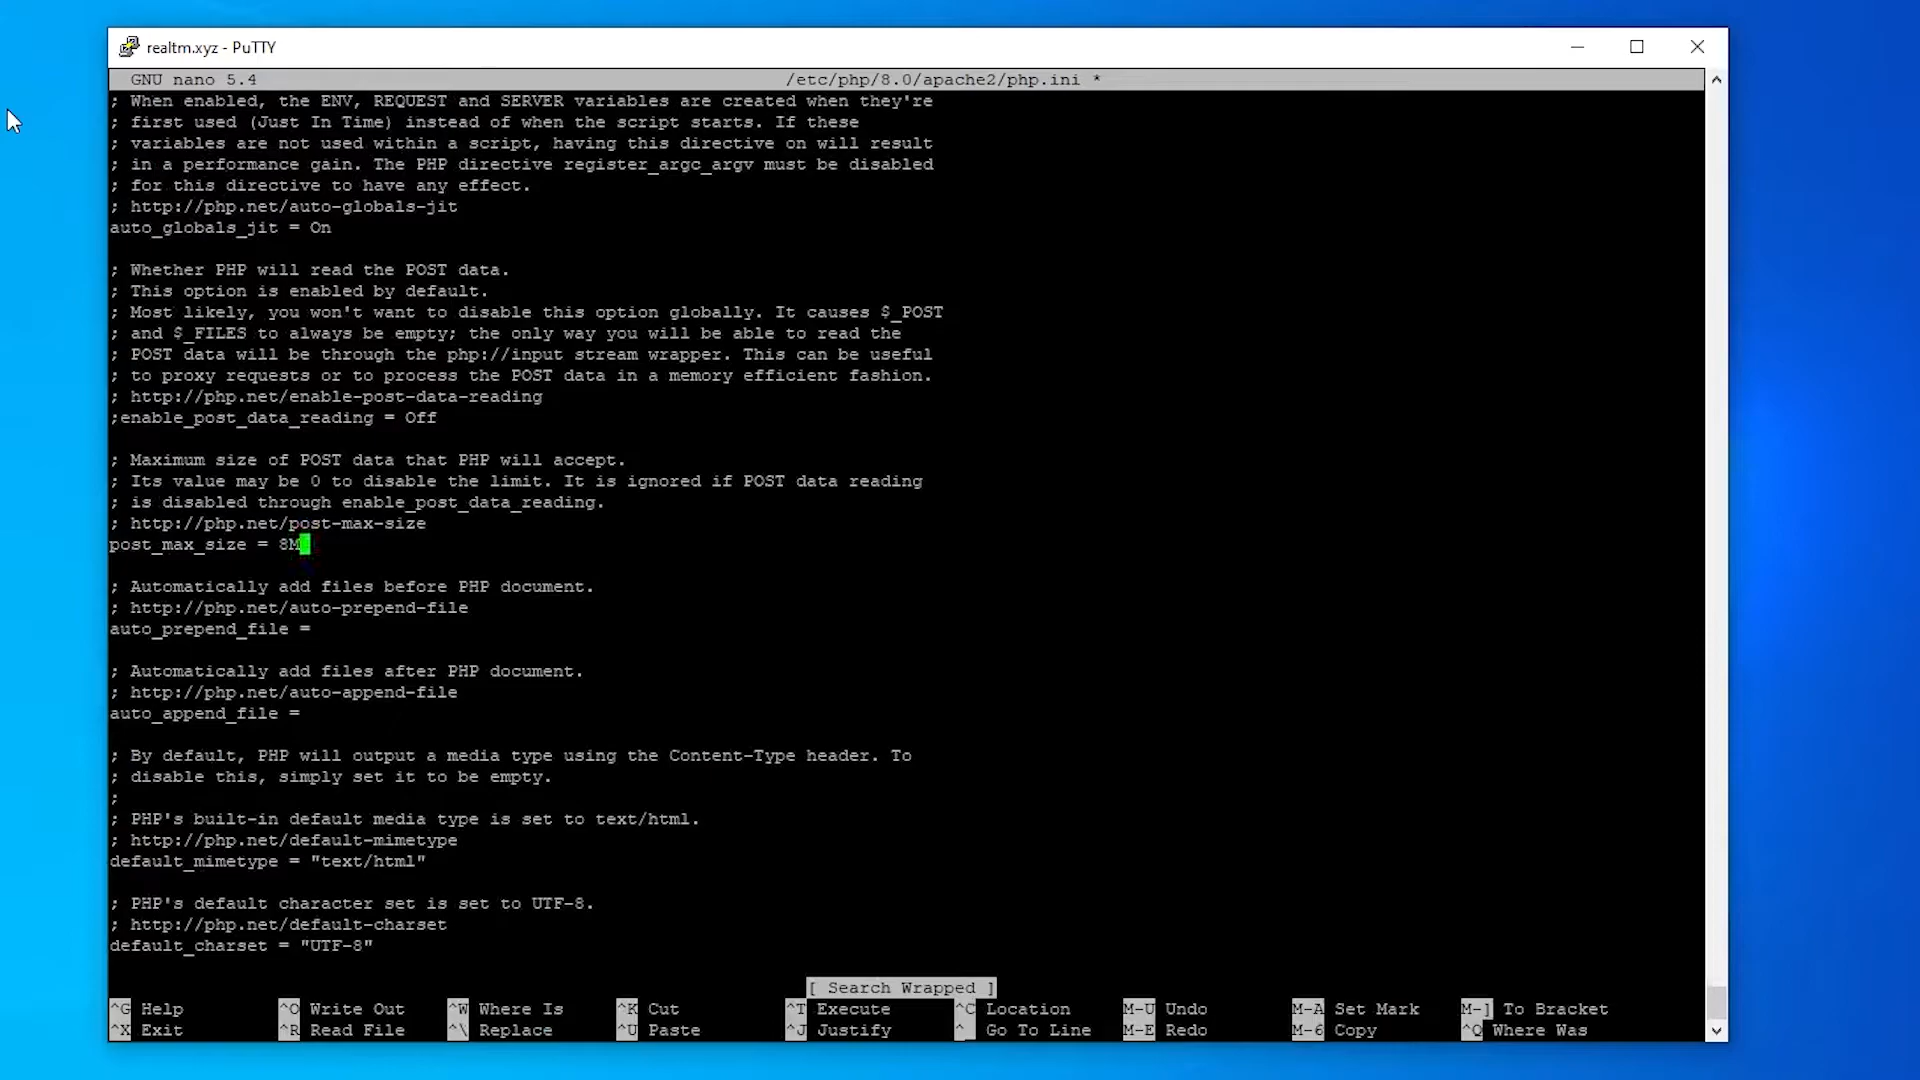 realtm.xyz - PuTTY
GNU nano 5.4 /etc/php/8.0/apache2/php.ini *
; When enabled, the ENV, REQUEST and SERVER variables are created when they're
; first used (Just In Time) instead of when the script starts. If these
; variables are not used within a script, having this directive on will result
; in a performance gain. The PHP directive register_argc_argv must be disabled
; for this directive to have any effect.
; http://php.net/auto-globals-jit
auto_globals_jit = On
; Whether PHP will read the POST data.
; This option is enabled by default.
; Most likely, you won't want to disable this option globally. It causes $_POST
; and $_FILES to always be empty; the only way you will be able to read the
; POST data will be through the php://input stream wrapper. This can be useful
; to proxy requests or to process the POST data in a memory efficient fashion.
; http://php.net/enable-post-data-reading
;enable_post_data_reading = Off
; Maximum size of POST data that PHP will accept.
; Its value may be 0 to disable the limit. It is ignored if POST data reading
; is disabled through enable_post_data_reading.
; http://php.net/post-max-size
post_max_size = 8M
; Automatically add files before PHP document.
; http://php.net/auto-prepend-file
auto_prepend_file =
; Automatically add files after PHP document.
; http://php.net/auto-append-file
auto_append_file =
; By default, PHP will output a media type using the Content-Type header. To
; disable this, simply set it to be empty.
;
; PHP's built-in default media type is set to text/html.
; http://php.net/default-mimetype
default_mimetype = "text/html"
; PHP's default character set is set to UTF-8.
; http://php.net/default-charset
default_charset = "UTF-8"
[ Search Wrapped ]
^G Help ^O Write Out ^W Where Is ^K Cut ^T Execute ^C Location M-U Undo M-A Set Mark M-] To Bracket
^X Exit ^R Read File ^\ Replace ^U Paste ^J Justify ^_ Go To Line M-E Redo M-6 Copy ^Q Where Was